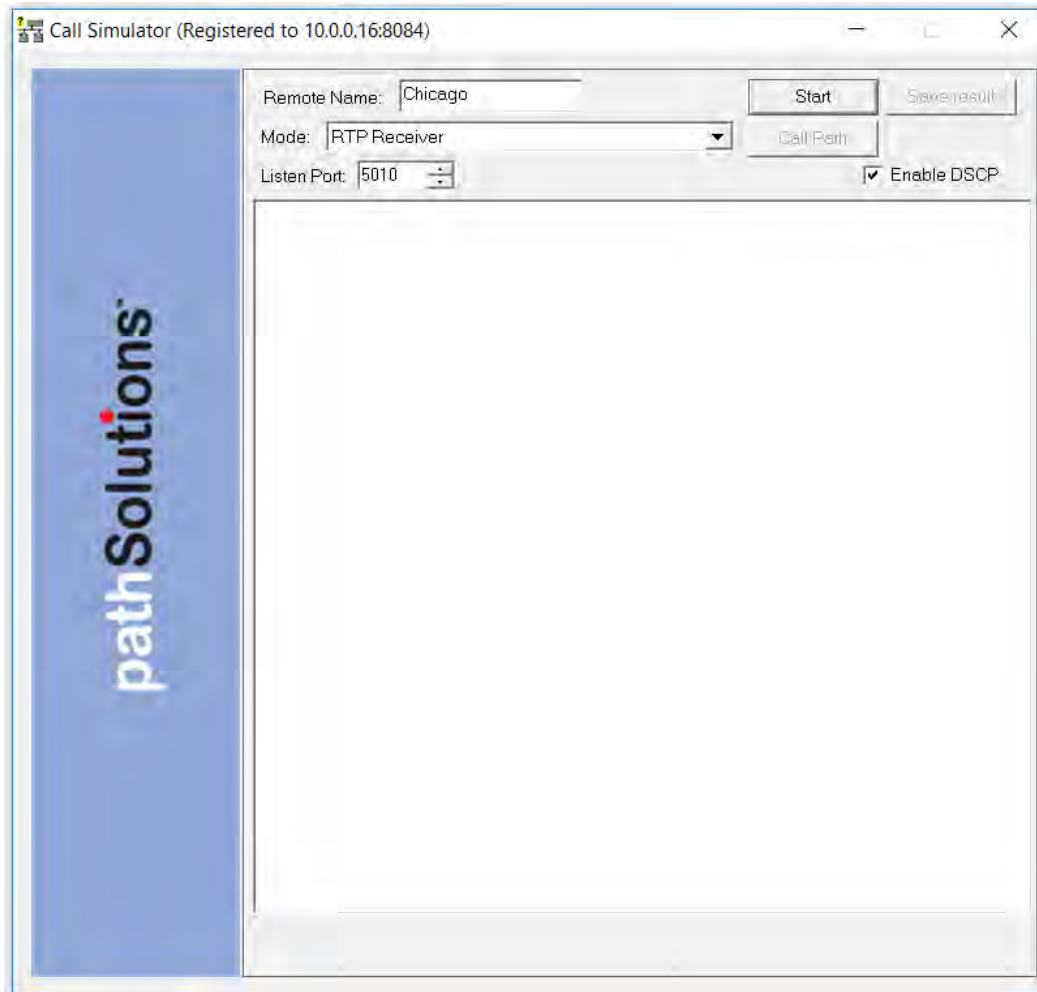 Call Simulator (Registered to 10.0.0.16:8084)
Remote Name: Chicago Start Save result
Mode: RTP Receiver Call Path
Listen Port: 5010 Enable DSCP
pathSolutions